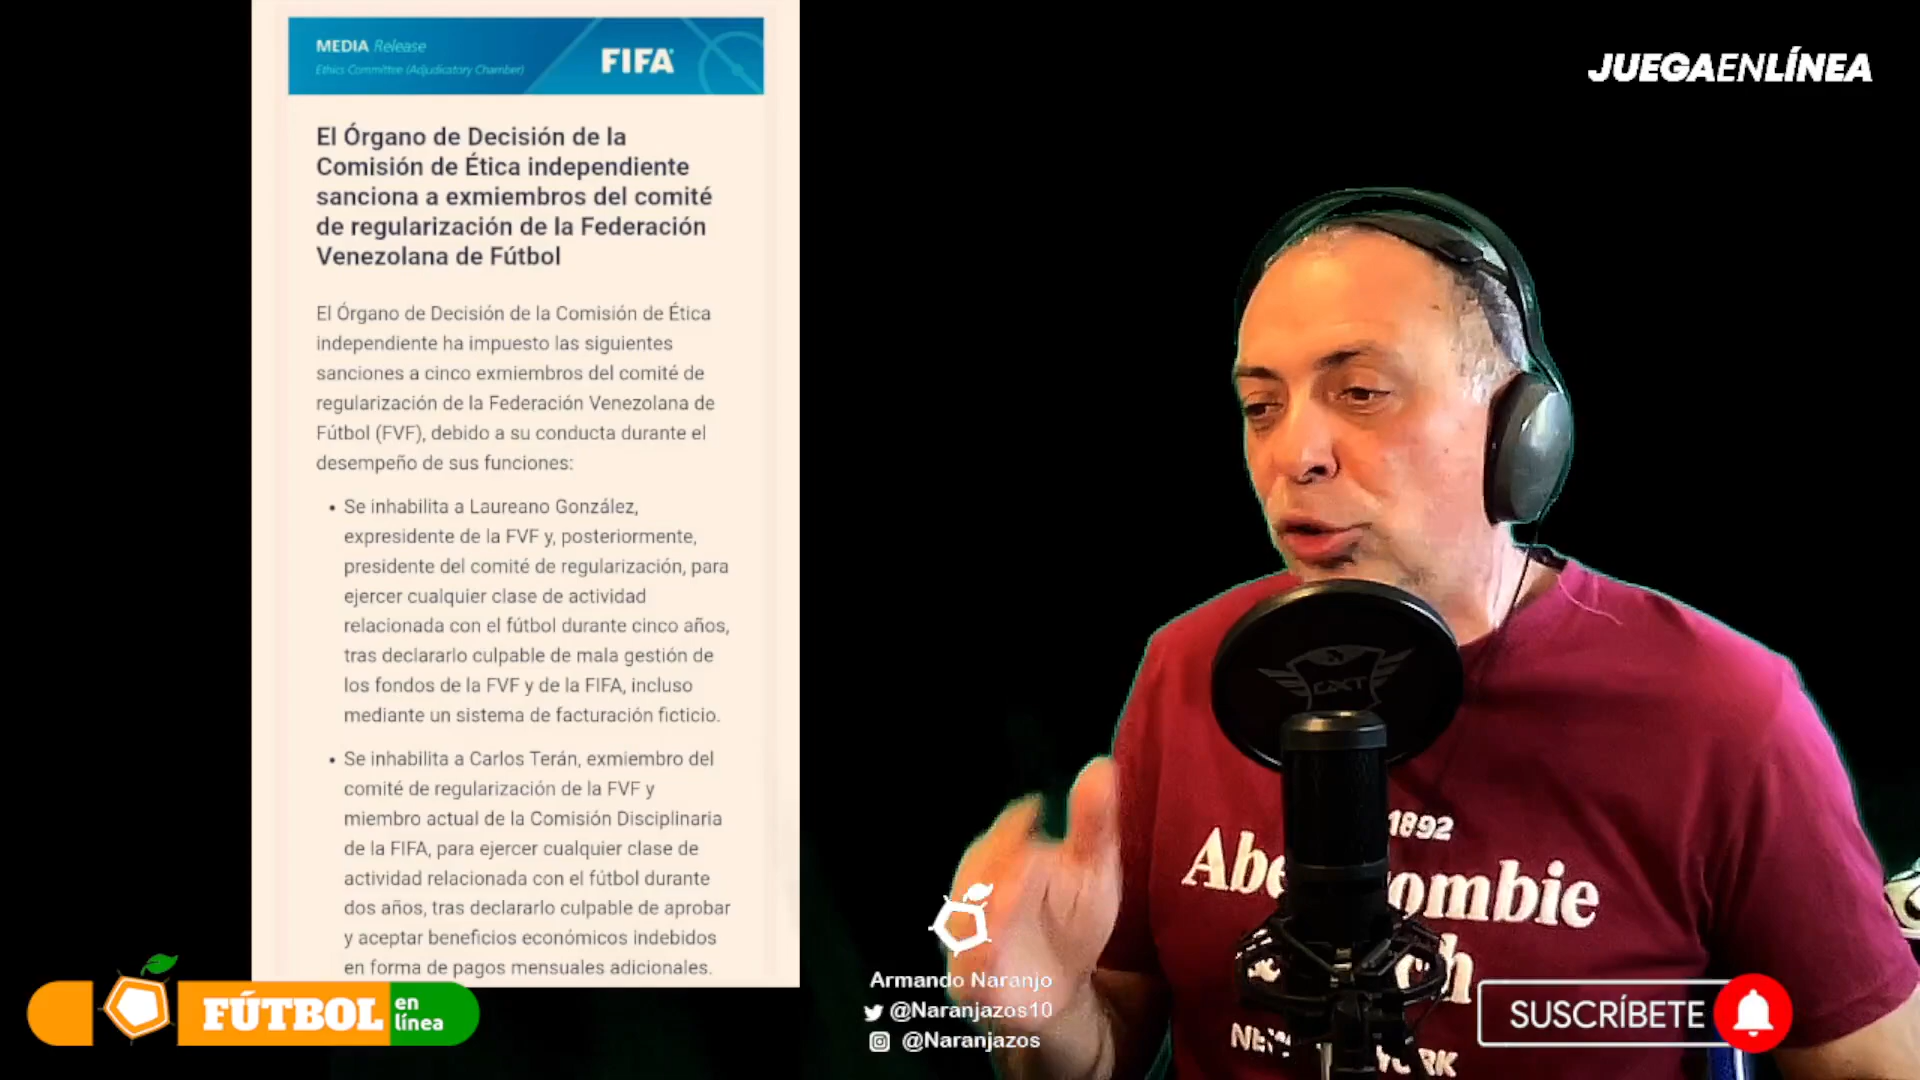 MEDIA Release
Ethics Committee (Adjudicatory Chamber)
FIFA
El Órgano de Decisión de la
Comisión de Ética independiente
sanciona a exmiembros del comité
de regularización de la Federación
Venezolana de Fútbol
El Órgano de Decisión de la Comisión de Ética
independiente ha impuesto las siguientes
sanciones a cinco exmiembros del comité de
regularización de la Federación Venezolana de
Fútbol (FVF), debido a su conducta durante el
desempeño de sus funciones:
• Se inhabilita a Laureano González,
expresidente de la FVF y, posteriormente,
presidente del comité de regularización, para
ejercer cualquier clase de actividad
relacionada con el fútbol durante cinco años,
tras declararlo culpable de mala gestión de
los fondos de la FVF y de la FIFA, incluso
mediante un sistema de facturación ficticio.
• Se inhabilita a Carlos Terán, exmiembro del
comité de regularización de la FVF y
miembro actual de la Comisión Disciplinaria
de la FIFA, para ejercer cualquier clase de
actividad relacionada con el fútbol durante
dos años, tras declararlo culpable de aprobar
y aceptar beneficios económicos indebidos
en forma de pagos mensuales adicionales.
FÚTBOL en
línea
JUEGAENLÍNEA
1892
Armando Naranjo
@Naranjazos10
@Naranjazos
SUSCRÍBETE